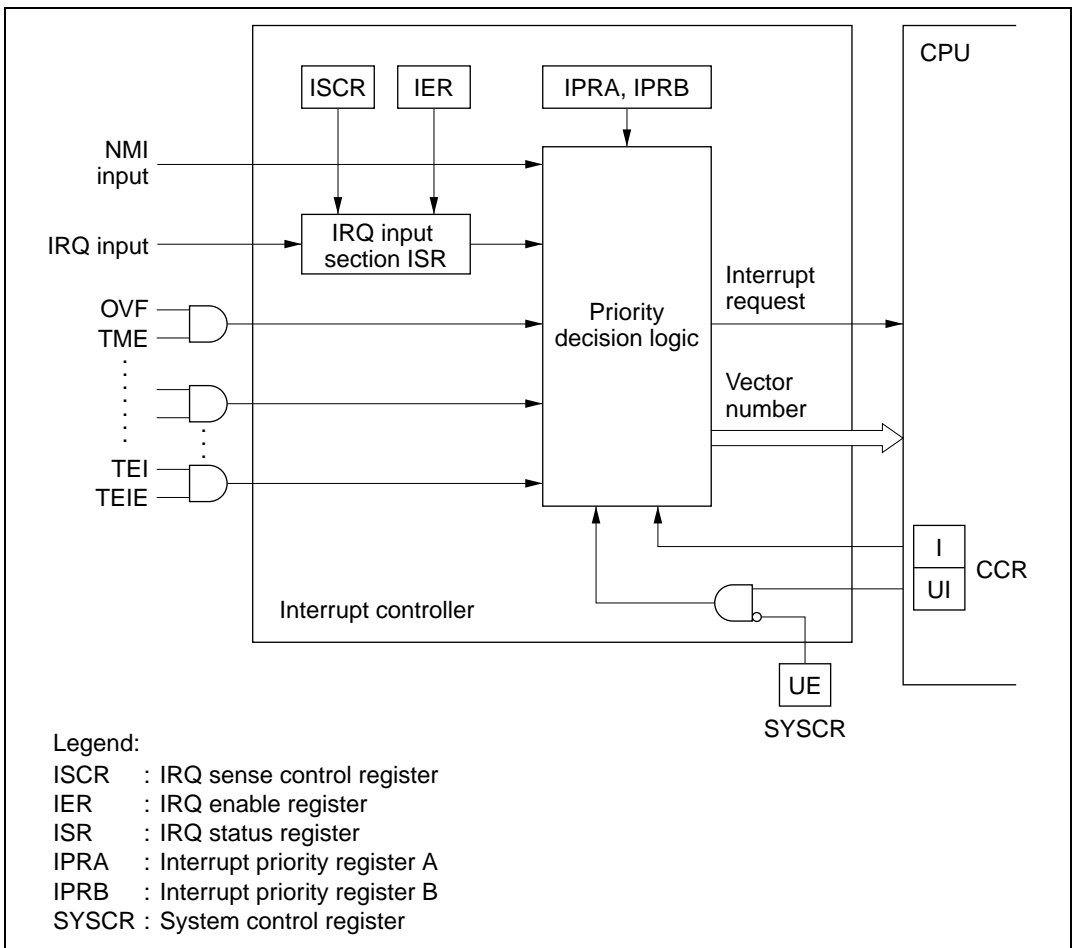 CPU
ISCR
IER
IPRA, IPRB
NMI
input
IRQ input
IRQ input
section ISR
OVF
TME
Priority
decision logic
Interrupt
request
Vector
number
TEI
TEIE
I
UI
CCR
Interrupt controller
UE
SYSCR
Legend:
ISCR : IRQ sense control register
IER : IRQ enable register
ISR : IRQ status register
IPRA : Interrupt priority register A
IPRB : Interrupt priority register B
SYSCR : System control register